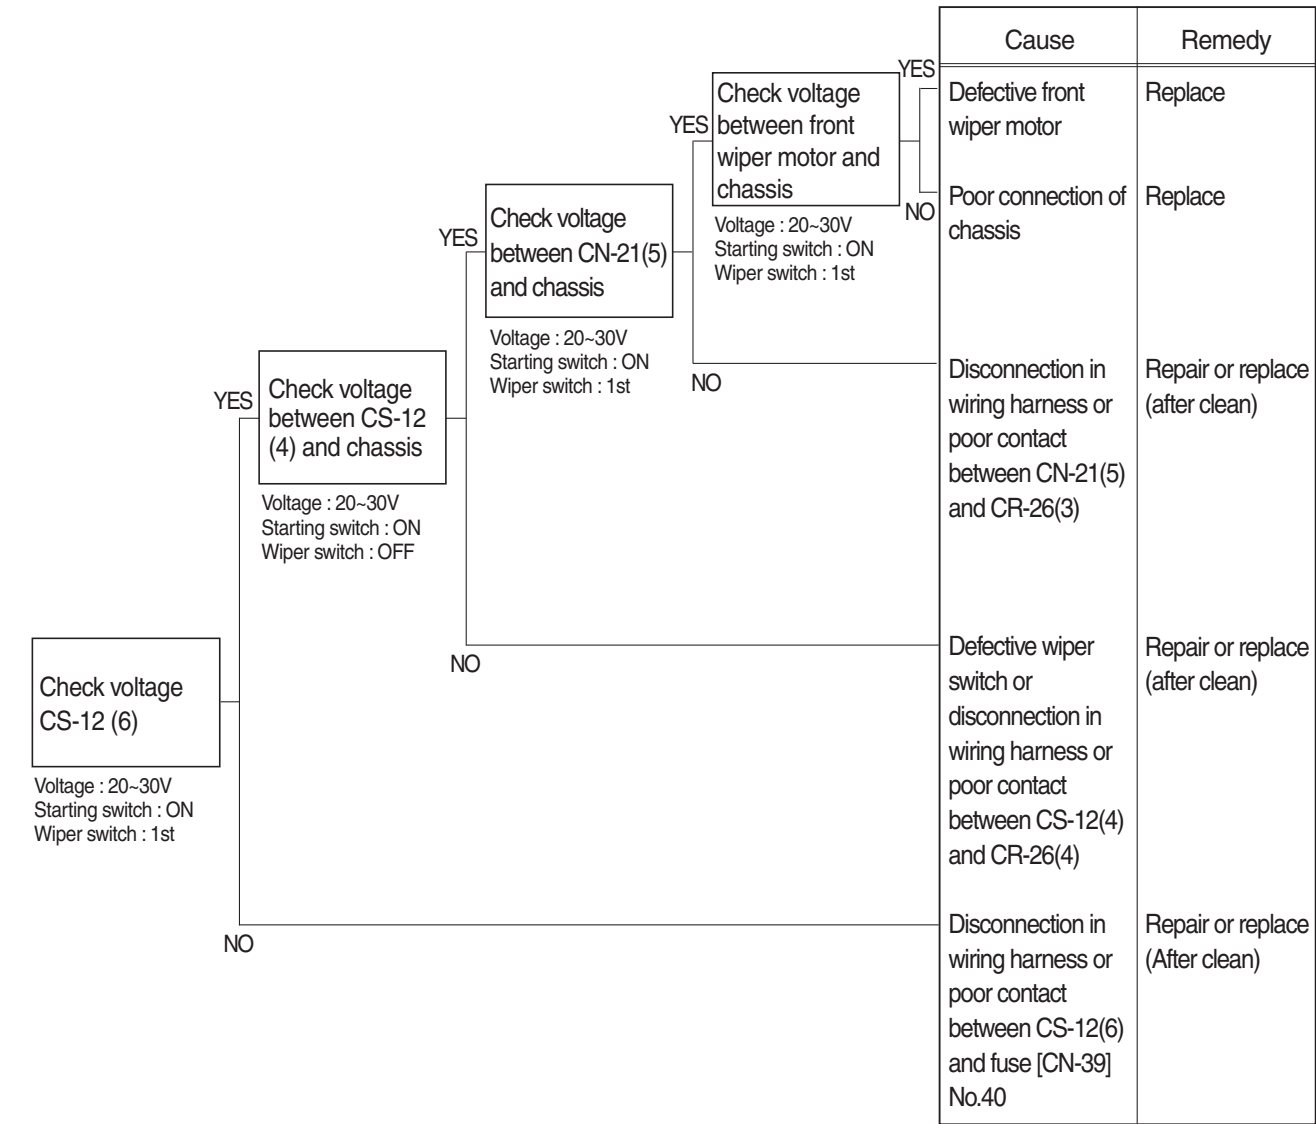 Cause
Remedy
YES
Check voltage
between front
wiper motor and
chassis
YES
Defective front
wiper motor
Replace
NO
Poor connection of
chassis
Replace
Voltage : 20~30V
Starting switch : ON
Wiper switch : 1st
YES
Check voltage
between CN-21(5)
and chassis
Voltage : 20~30V
Starting switch : ON
Wiper switch : 1st
NO
Disconnection in
wiring harness or
poor contact
between CN-21(5)
and CR-26(3)
Repair or replace
(after clean)
YES
Check voltage
between CS-12
(4) and chassis
Voltage : 20~30V
Starting switch : ON
Wiper switch : OFF
NO
Defective wiper
switch or
disconnection in
wiring harness or
poor contact
between CS-12(4)
and CR-26(4)
Repair or replace
(after clean)
Check voltage
CS-12 (6)
Voltage : 20~30V
Starting switch : ON
Wiper switch : 1st
NO
Disconnection in
wiring harness or
poor contact
between CS-12(6)
and fuse [CN-39]
No.40
Repair or replace
(After clean)